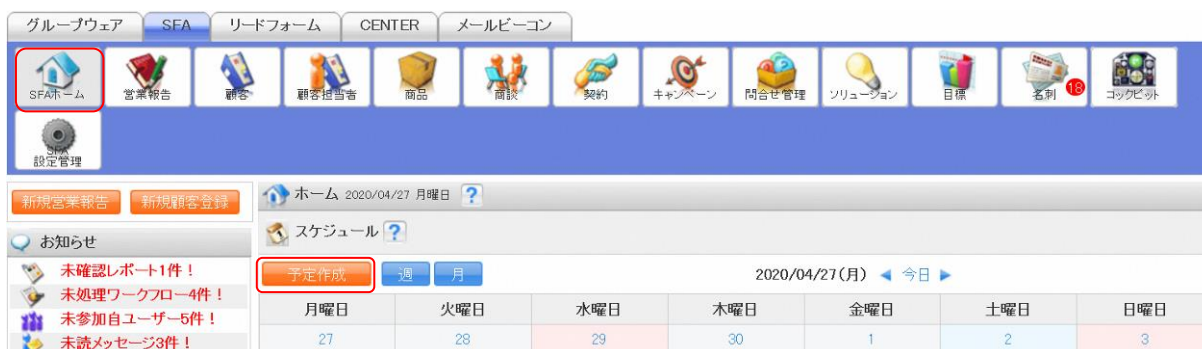 グループウェア SFA リードフォーム CENTER メールビーコン
SFAホーム 営業報告 顧客 顧客担当者 商品 商談 契約 キャンペーン 問合せ管理 ソリューション 目標 名刺 18 コックピット
SFA
設定管理
新規営業報告 新規顧客登録 ホーム 2020/04/27 月曜日 ?
お知らせ スケジュール ?
未確認レポート1件!
予定作成 週 月 2020/04/27(月) ◀ 今日 ▶
未処理ワークフロー4件!
未参加自ユーザー5件! 月曜日 火曜日 水曜日 木曜日 金曜日 土曜日 日曜日
未読メッセージ3件! 27 28 29 30 1 2 3